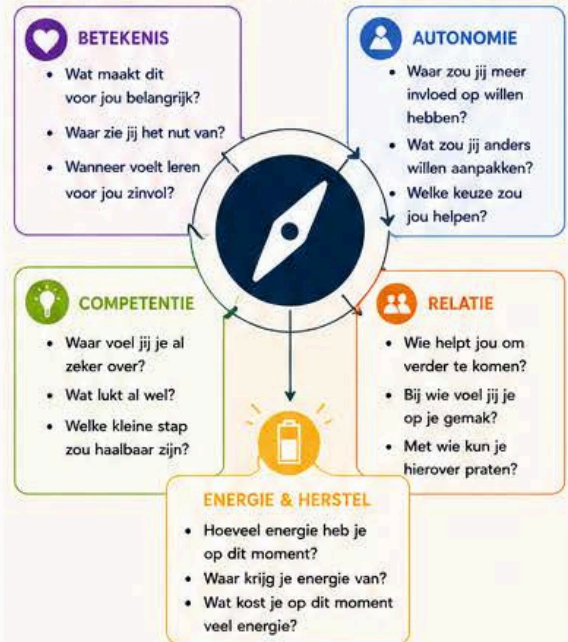 BETEKENIS
• Wat maakt dit
voor jou belangrijk?
• Waar zie jij het nut van?
• Wanneer voelt leren
voor jou zinvol?
AUTONOMIE
• Waar zou jij meer
invloed op willen
hebben?
• Wat zou jij anders
willen aanpakken?
• Welke keuze zou
jou helpen?
COMPETENTIE
• Waar voel jij je al
zeker over?
• Wat lukt al wel?
• Welke kleine stap
zou haalbaar zijn?
RELATIE
• Wie helpt jou om
verder te komen?
• Bij wie voel jij je
op je gemak?
• Met wie kun je
hierover praten?
ENERGIE & HERSTEL
• Hoeveel energie heb je
op dit moment?
• Waar krijg je energie van?
• Wat kost je op dit moment
veel energie?